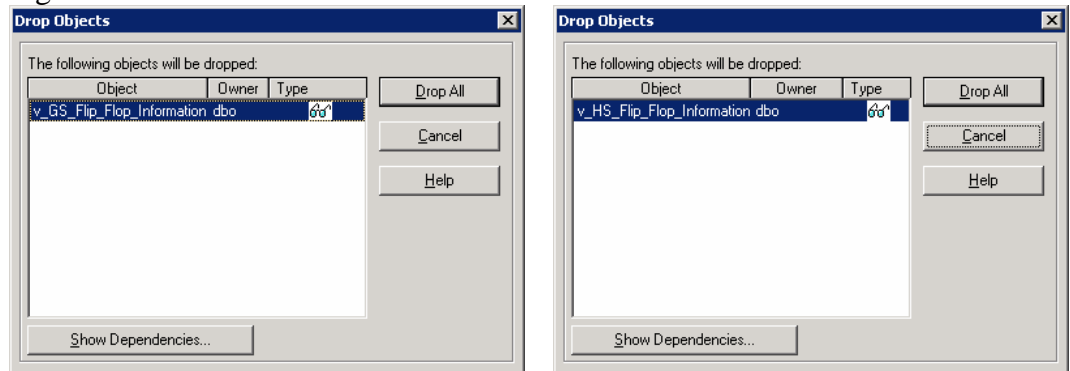 Drop Objects
The following objects will be dropped:
Object Owner Type
v_GS_Flip_Flop_Information dbo
Drop All
Cancel
Help
Show Dependencies...
Drop Objects
The following objects will be dropped:
Object Owner Type
v_HS_Flip_Flop_Information dbo
Drop All
Cancel
Help
Show Dependencies...